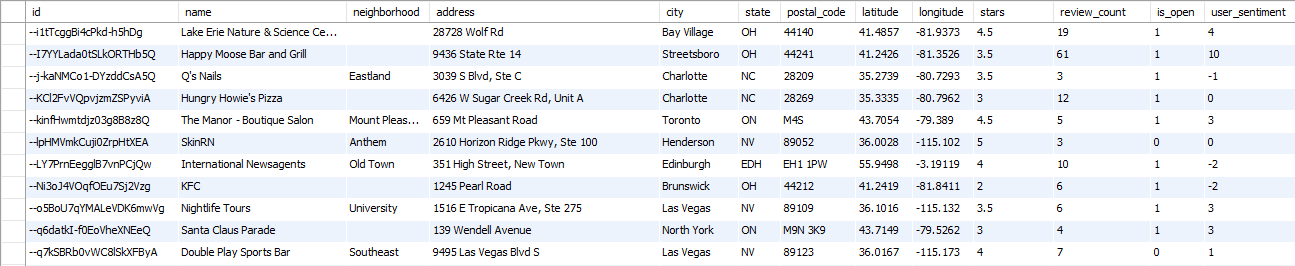 id name neighborhood address city state postal_code latitude longitude stars review_count is_open user_sentiment
--i1tTcggBi4cPkd-h5hDg Lake Erie Nature & Science Ce... 28728 Wolf Rd Bay Village OH 44140 41.4857 -81.9373 4.5 19 1 4
--I7YYLada0tSLkORTHb5Q Happy Moose Bar and Grill 9436 State Rte 14 Streetsboro OH 44241 41.2426 -81.3526 3.5 61 1 10
--j-kaNMCo1-DYzddCsA5Q Q's Nails Eastland 3039 S Blvd, Ste C Charlotte NC 28209 35.2739 -80.7293 3.5 3 1 -1
--KCl2FvVQpvjzmZSPyviA Hungry Howie's Pizza 6426 W Sugar Creek Rd, Unit A Charlotte NC 28269 35.3335 -80.7962 3 12 1 0
--kinfHwmtdjz03g8B8z8Q The Manor - Boutique Salon Mount Pleas... 659 Mt Pleasant Road Toronto ON M4S 43.7054 -79.389 4.5 5 1 3
--lpHMVmkCuji0ZrpHtXEA SkinRN Anthem 2610 Horizon Ridge Pkwy, Ste 100 Henderson NV 89052 36.0028 -115.102 5 3 0 0
--LY7PrnEegglB7vnPCjQw International Newsagents Old Town 351 High Street, New Town Edinburgh EDH EH1 1PW 55.9498 -3.19119 4 10 1 -2
--Ni3oJ4VOqfOEu7Sj2Vzg KFC 1245 Pearl Road Brunswick OH 44212 41.2419 -81.8411 2 6 1 -2
--o5BoU7qYMALeVDK6mwVg Nightlife Tours University 1516 E Tropicana Ave, Ste 275 Las Vegas NV 89109 36.1016 -115.132 3.5 6 1 3
--q6datkI-f0EoVheXNEeQ Santa Claus Parade 139 Wendell Avenue North York ON M9N 3K9 43.7149 -79.5262 3 4 1 3
--q7kSBRb0vWC8lSkXFByA Double Play Sports Bar Southeast 9495 Las Vegas Blvd S Las Vegas NV 89123 36.0167 -115.173 4 7 0 1